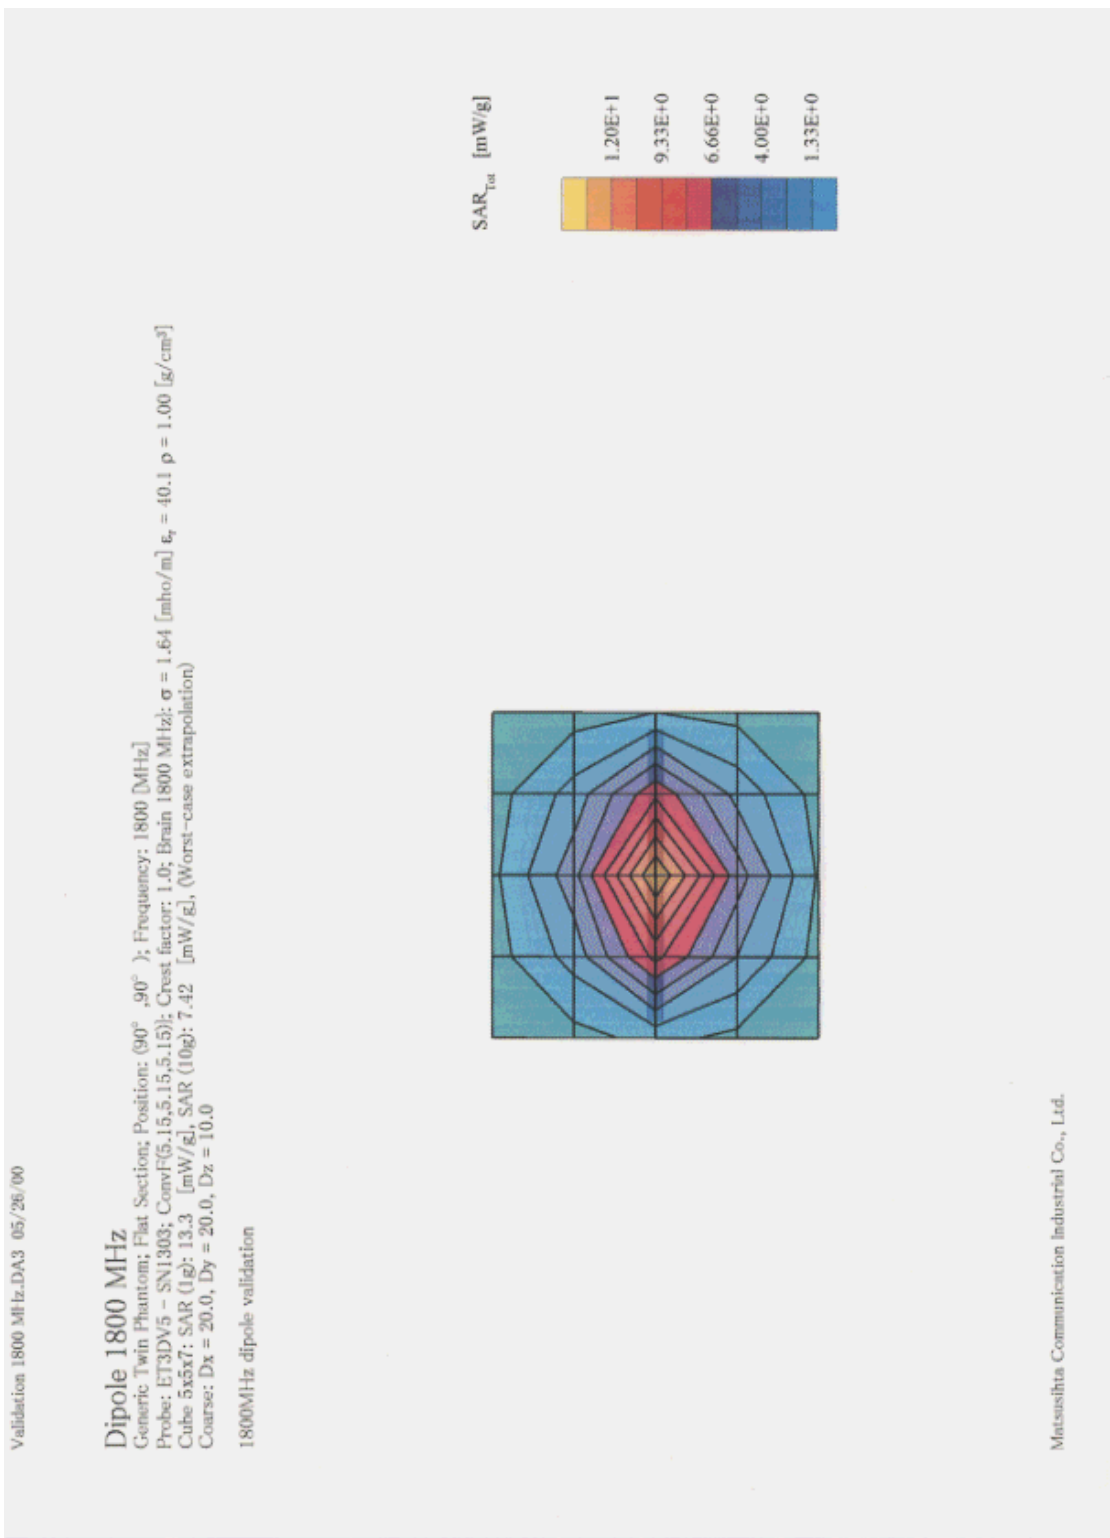 Validation 1800 MHz.DA3 05/26/00
Dipole 1800 MHz
Generic Twin Phantom; Flat Section; Position: (90° ,90° ); Frequency: 1800 [MHz]
Probe: ET3DV5 - SN1303; ConvF(5.15,5.15,5.15)]; Crest factor: 1.0; Brain 1800 MHz]: σ = 1.64 [mho/m] εr = 40.1 ρ = 1.00 [g/cm³]
Cube 5x5x7: SAR (1g): 13.3 [mW/g], SAR (10g): 7.42 [mW/g], (Worst-case extrapolation)
Coarse: Dx = 20.0, Dy = 20.0, Dz = 10.0
1800MHz dipole validation
SARTot [mW/g]
1.20E+1
9.33E+0
6.66E+0
4.00E+0
1.33E+0
Matsusihta Communication Industrial Co., Ltd.